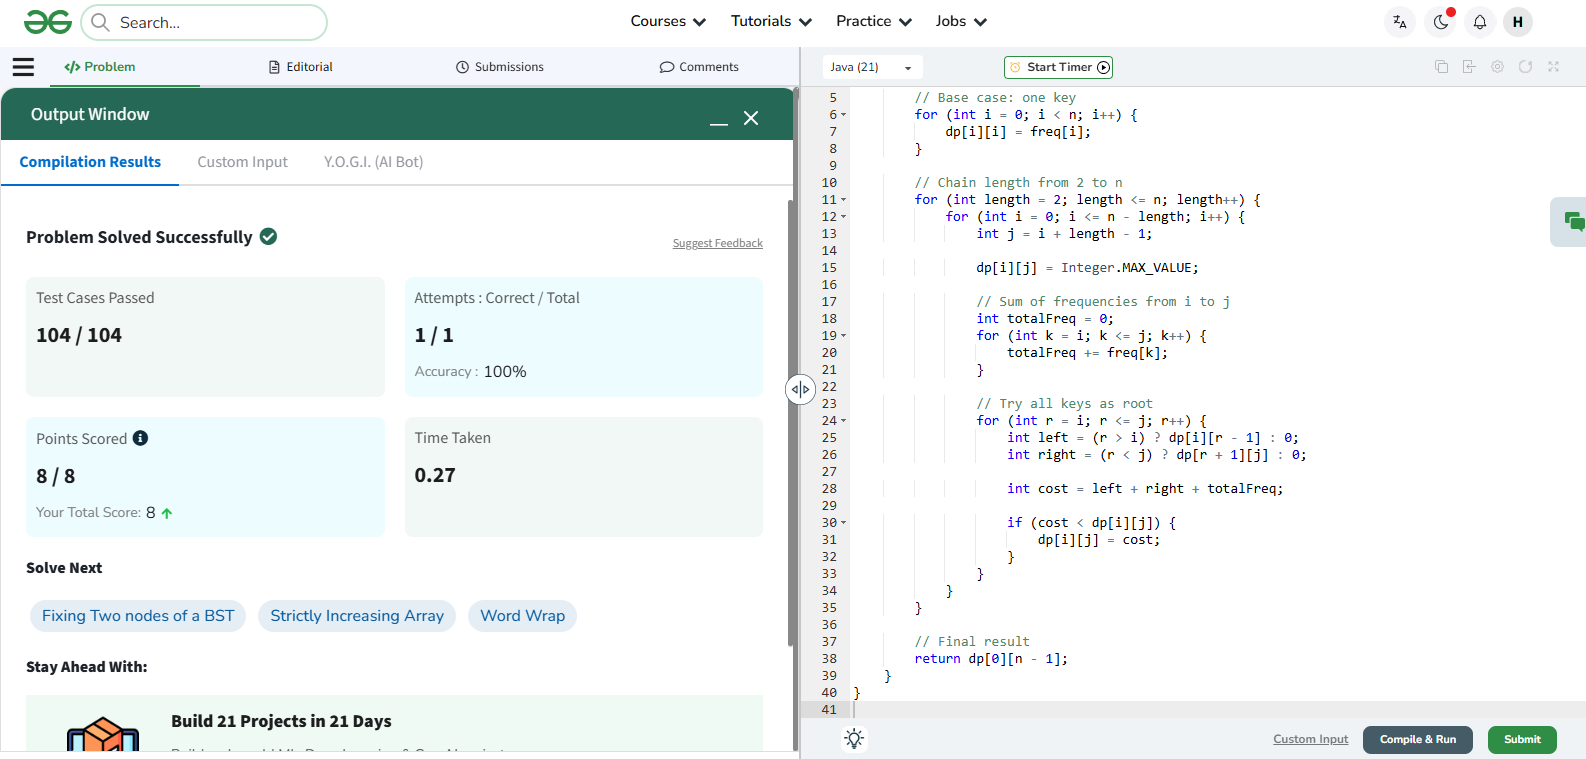 Search...
Courses Tutorials Practice Jobs
H
Problem Editorial Submissions Comments
Java (21) Start Timer
Output Window
Compilation Results Custom Input Y.O.G.I. (AI Bot)
Problem Solved Successfully
Suggest Feedback
Test Cases Passed
104 / 104
Attempts : Correct / Total
1 / 1
Accuracy : 100%
Points Scored
8 / 8
Your Total Score: 8
Time Taken
0.27
Solve Next
Fixing Two nodes of a BST Strictly Increasing Array Word Wrap
Stay Ahead With:
Build 21 Projects in 21 Days
5 // Base case: one key
6 for (int i = 0; i < n; i++) {
7 dp[i][i] = freq[i];
8 }
9
10 // Chain length from 2 to n
11 for (int length = 2; length <= n; length++) {
12 for (int i = 0; i <= n - length; i++) {
13 int j = i + length - 1;
14
15 dp[i][j] = Integer.MAX_VALUE;
16
17 // Sum of frequencies from i to j
18 int totalFreq = 0;
19 for (int k = i; k <= j; k++) {
20 totalFreq += freq[k];
21 }
22
23 // Try all keys as root
24 for (int r = i; r <= j; r++) {
25 int left = (r > i) ? dp[i][r - 1] : 0;
26 int right = (r < j) ? dp[r + 1][j] : 0;
27
28 int cost = left + right + totalFreq;
29
30 if (cost < dp[i][j]) {
31 dp[i][j] = cost;
32 }
33 }
34 }
35 }
36
37 // Final result
38 return dp[0][n - 1];
39 }
40 }
41
Custom Input Compile & Run Submit